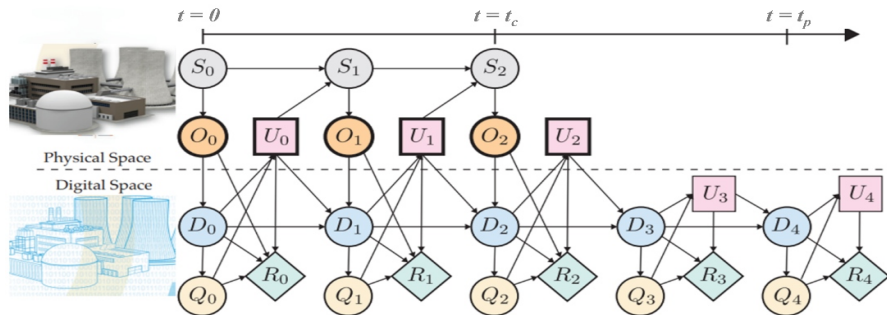 t = 0 t = t_c t = t_p
S_0 S_1 S_2
O_0 U_0 O_1 U_1 O_2 U_2
Physical Space
Digital Space
U_3 U_4
D_0 D_1 D_2 D_3 D_4
R_0 R_1 R_2 R_3 R_4
Q_0 Q_1 Q_2 Q_3 Q_4